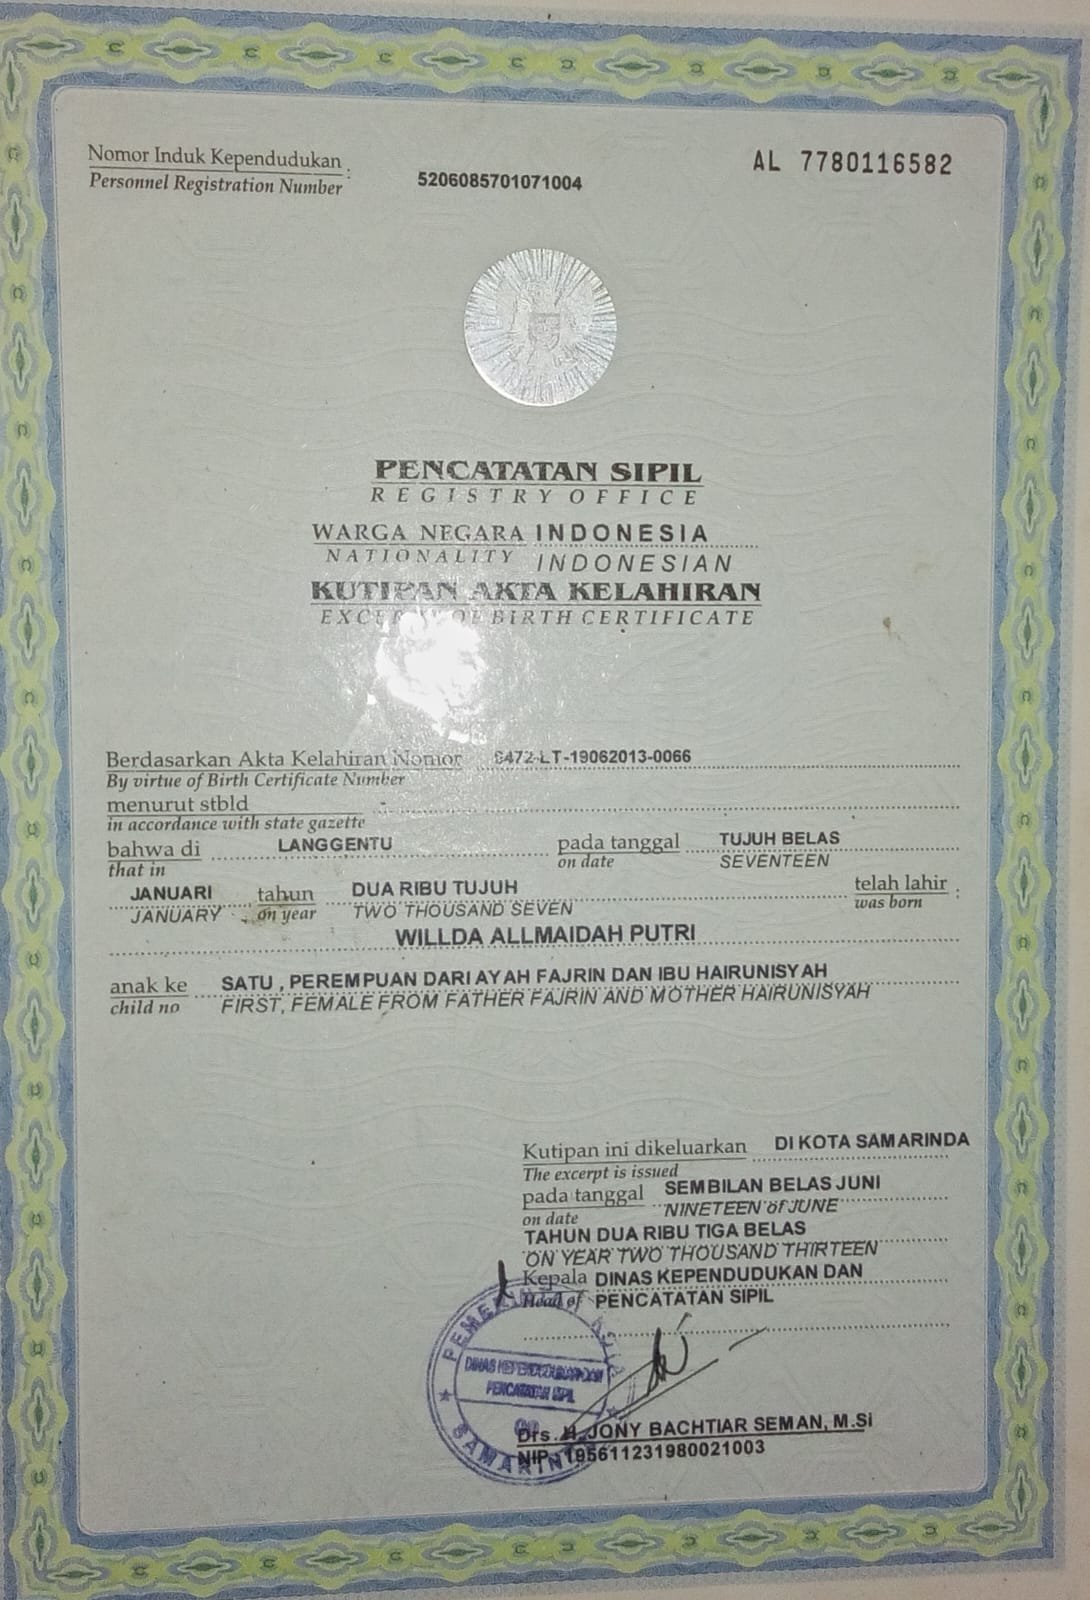 Nomor Induk Kependudukan :
Personnel Registration Number
5206085701071004
AL 7780116582
PENCATATAN SIPIL
REGISTRY OFFICE
WARGA NEGARA INDONESIA
NATIONALITY INDONESIAN
KUTIPAN AKTA KELAHIRAN
EXCERPT OF BIRTH CERTIFICATE
Berdasarkan Akta Kelahiran Nomor 6472-LT-19062013-0066
By virtue of Birth Certificate Number
menurut stbld -
in accordance with state gazette
bahwa di LANGGENTU pada tanggal TUJUH BELAS
that in on date SEVENTEEN
JANUARI tahun DUA RIBU TUJUH telah lahir :
JANUARY on year TWO THOUSAND SEVEN was born
WILLDA ALLMAIDAH PUTRI
anak ke SATU , PEREMPUAN DARI AYAH FAJRIN DAN IBU HAIRUNISYAH
child no FIRST, FEMALE FROM FATHER FAJRIN AND MOTHER HAIRUNISYAH
Kutipan ini dikeluarkan DI KOTA SAMARINDA
The excerpt is issued
pada tanggal SEMBILAN BELAS JUNI
on date NINETEEN of JUNE
TAHUN DUA RIBU TIGA BELAS
ON YEAR TWO THOUSAND THIRTEEN
Kepala DINAS KEPENDUDUKAN DAN
Head of PENCATATAN SIPIL
DINAS KEPENDUDUKAN DAN
PENCATATAN SIPIL
SAMARINDA
Drs. H. JONY BACHTIAR SEMAN, M.Si
NIP. 195611231980021003